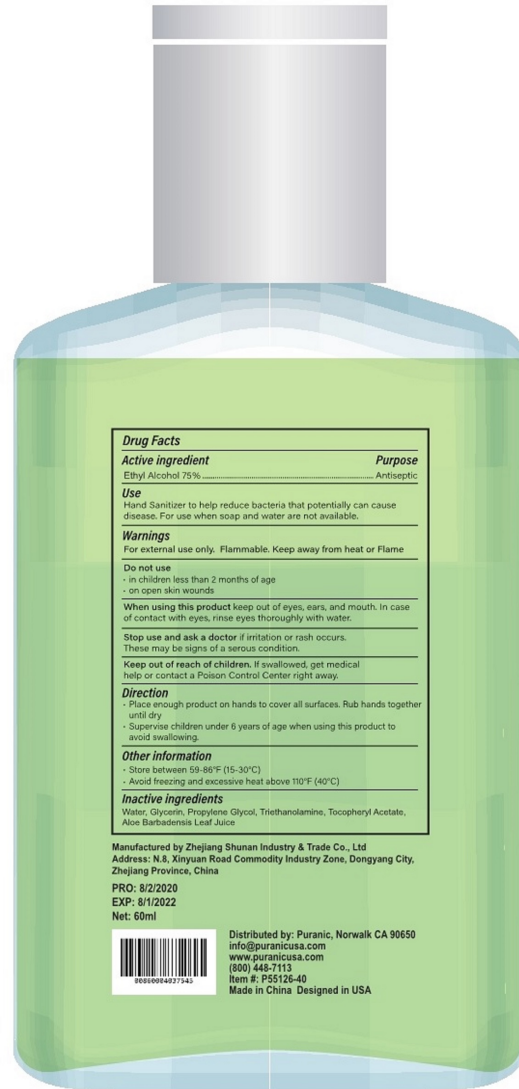 Drug Facts
Active ingredient Purpose
Ethyl Alcohol 75% ........................................................................ Antiseptic
Use
Hand Sanitizer to help reduce bacteria that potentially can cause
disease. For use when soap and water are not available.
Warnings
For external use only. Flammable. Keep away from heat or Flame
Do not use
· in children less than 2 months of age
· on open skin wounds
When using this product keep out of eyes, ears, and mouth. In case
of contact with eyes, rinse eyes thoroughly with water.
Stop use and ask a doctor if irritation or rash occurs.
These may be signs of a serous condition.
Keep out of reach of children. If swallowed, get medical
help or contact a Poison Control Center right away.
Direction
· Place enough product on hands to cover all surfaces. Rub hands together
until dry
· Supervise children under 6 years of age when using this product to
avoid swallowing.
Other information
· Store between 59-86°F (15-30°C)
· Avoid freezing and excessive heat above 110°F (40°C)
Inactive ingredients
Water, Glycerin, Propylene Glycol, Triethanolamine, Tocopheryl Acetate,
Aloe Barbadensis Leaf Juice
Manufactured by Zhejiang Shunan Industry & Trade Co., Ltd
Address: N.8, Xinyuan Road Commodity Industry Zone, Dongyang City,
Zhejiang Province, China
PRO: 8/2/2020
EXP: 8/1/2022
Net: 60ml
00860004037545
Distributed by: Puranic, Norwalk CA 90650
info@puranicusa.com
www.puranicusa.com
(800) 448-7113
Item #: P55126-40
Made in China Designed in USA